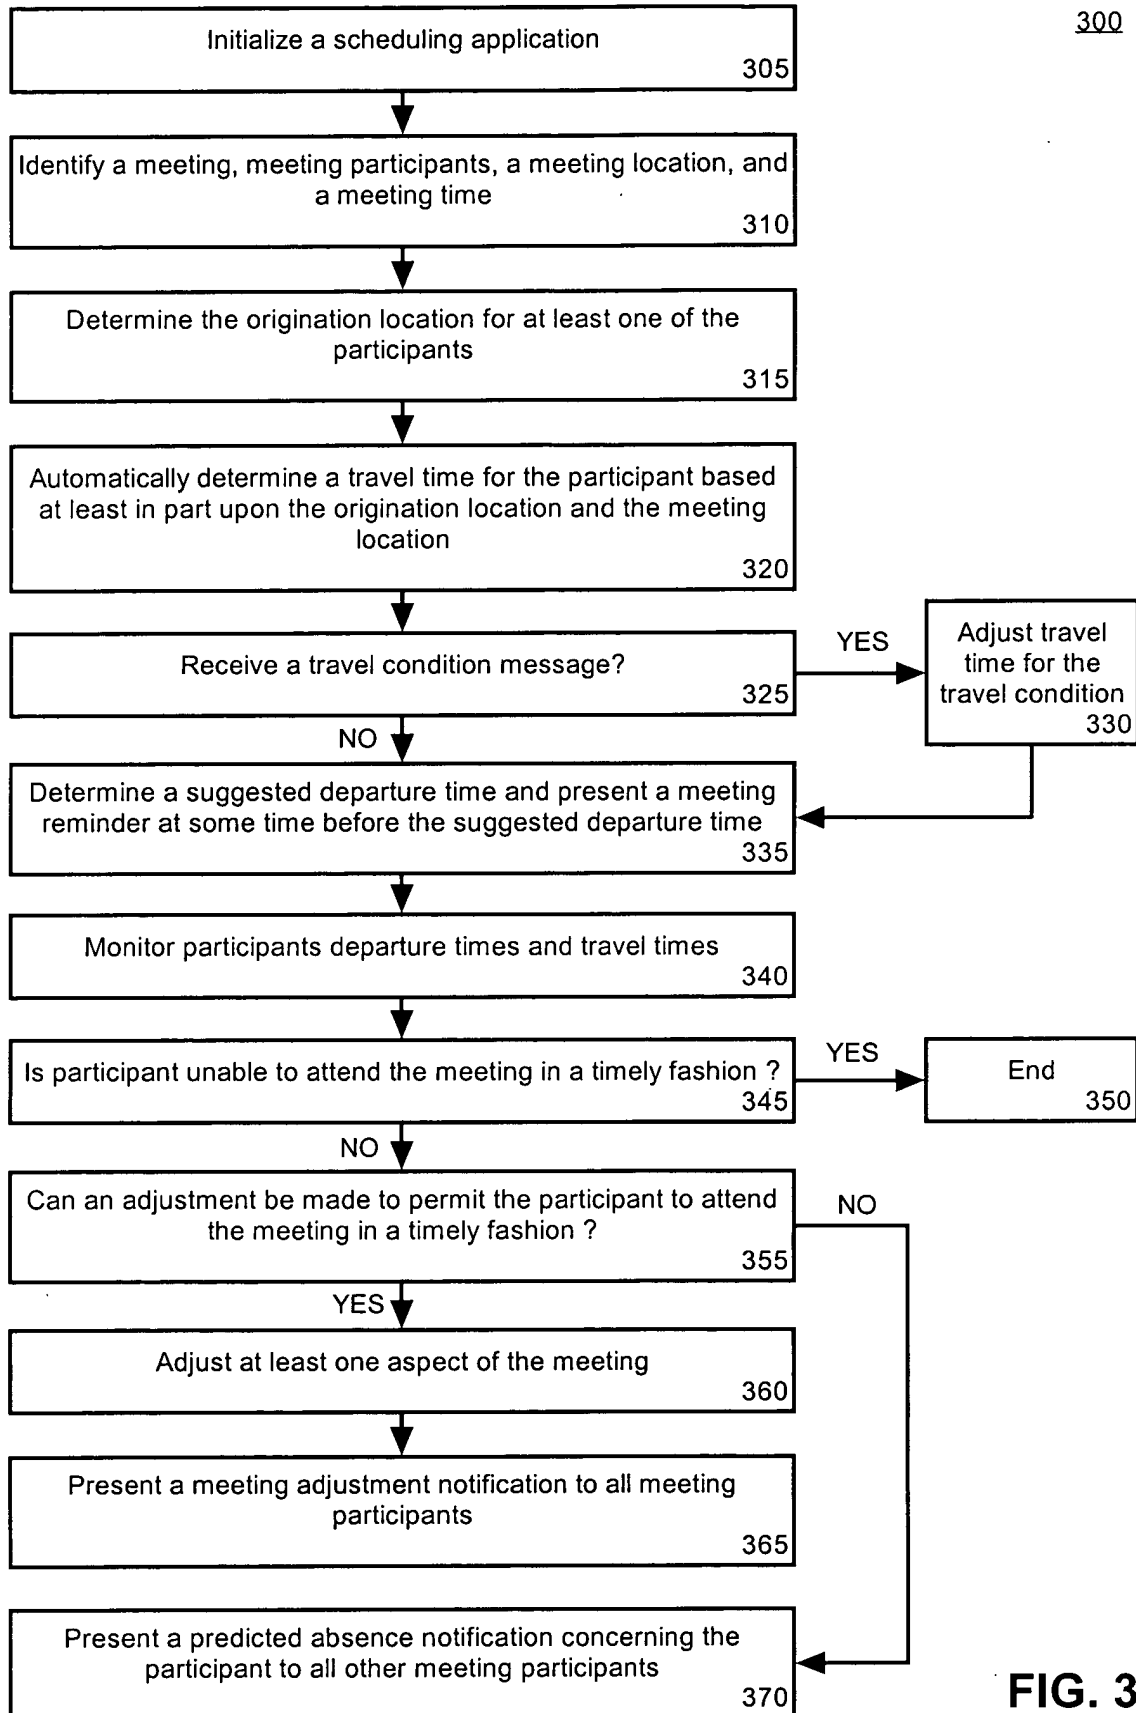 300
Initialize a scheduling application
305
Identify a meeting, meeting participants, a meeting location, and
a meeting time
310
Determine the origination location for at least one of the
participants
315
Automatically determine a travel time for the participant based
at least in part upon the origination location and the meeting
location
320
Receive a travel condition message?
325
YES
Adjust travel
time for the
travel condition
330
NO
Determine a suggested departure time and present a meeting
reminder at some time before the suggested departure time
335
Monitor participants departure times and travel times
340
Is participant unable to attend the meeting in a timely fashion ?
345
YES
End
350
NO
Can an adjustment be made to permit the participant to attend
the meeting in a timely fashion ?
355
NO
YES
Adjust at least one aspect of the meeting
360
Present a meeting adjustment notification to all meeting
participants
365
Present a predicted absence notification concerning the
participant to all other meeting participants
370
FIG. 3